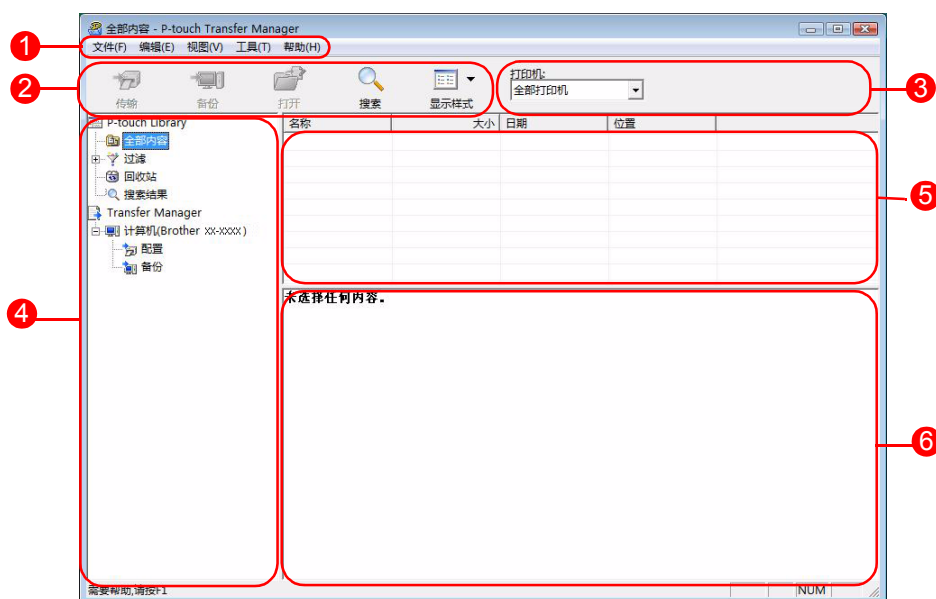 全部内容 - P-touch Transfer Manager
文件(F) 编辑(E) 视图(V) 工具(T) 帮助(H)
1
2
传输 备份 打开 搜索 显示样式
打印机:
全部打印机
3
P-touch Library
全部内容
过滤
回收站
搜索结果
Transfer Manager
计算机(Brother XX-XXXX)
配置
备份
4
名称 大小 日期 位置
5
未选择任何内容。
6
需要帮助,请按F1
NUM